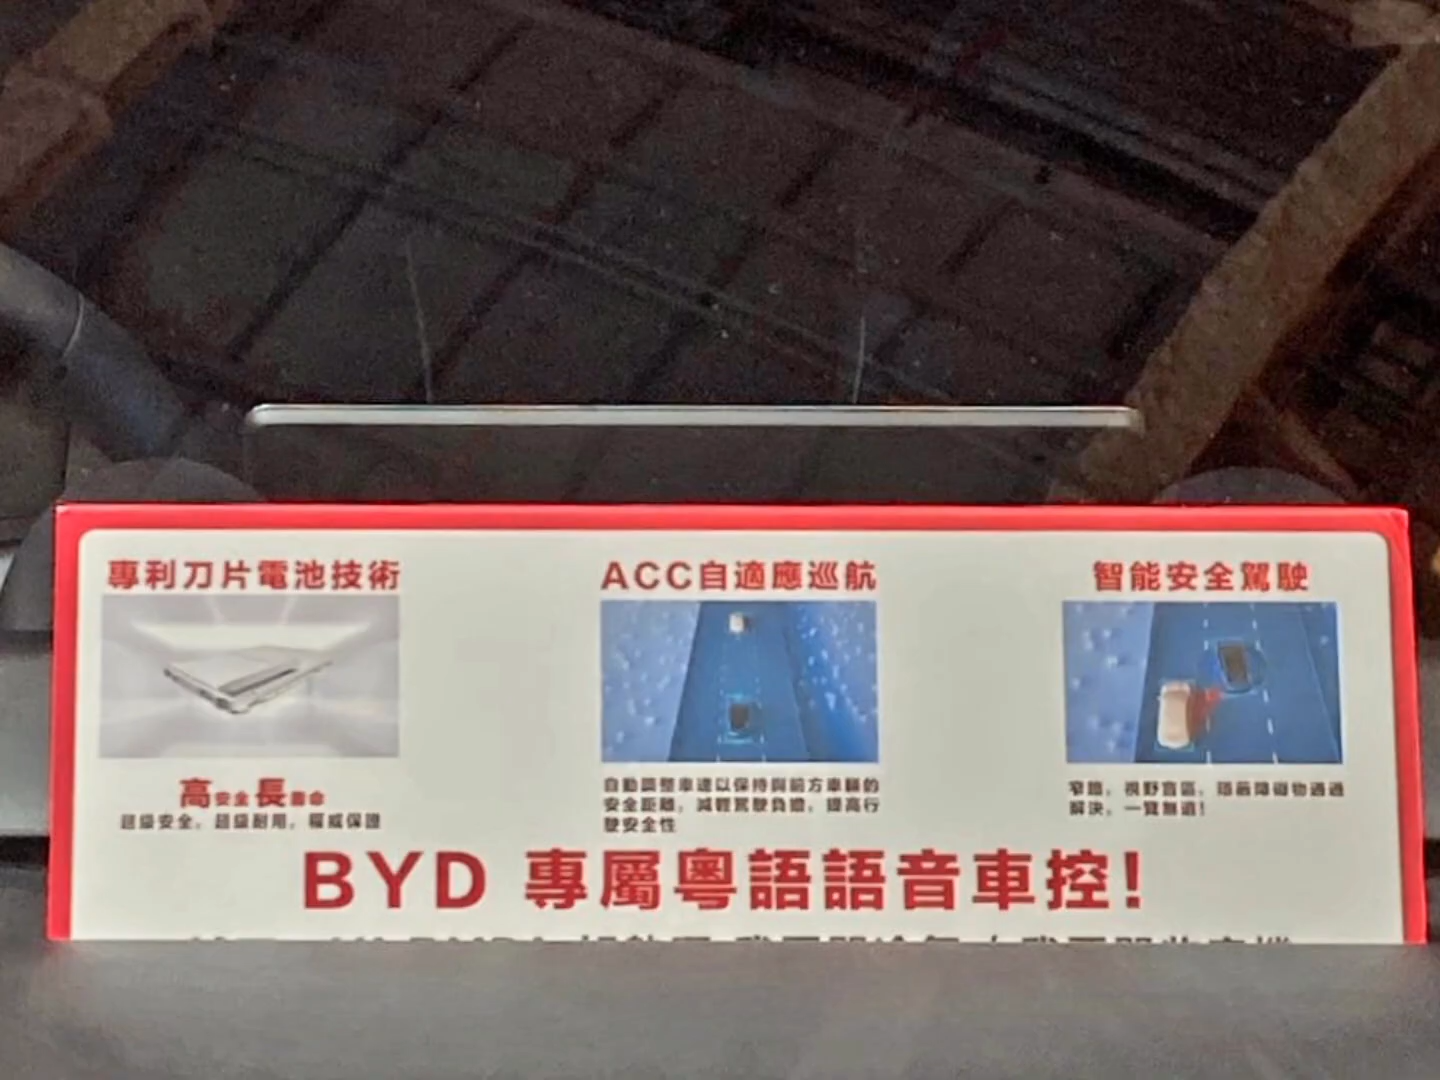 專利刀片電池技術
ACC自適應巡航
智能安全駕駛
高安全 長壽命
超級安全，超級耐用，權威保證
自動調整車速以保持與前方車輛的
安全距離，減輕駕駛負擔，提高行
駛安全性
窄路，視野盲區，隱蔽障礙物通通
解決，一覽無遺！
BYD 專屬粵語語音車控！